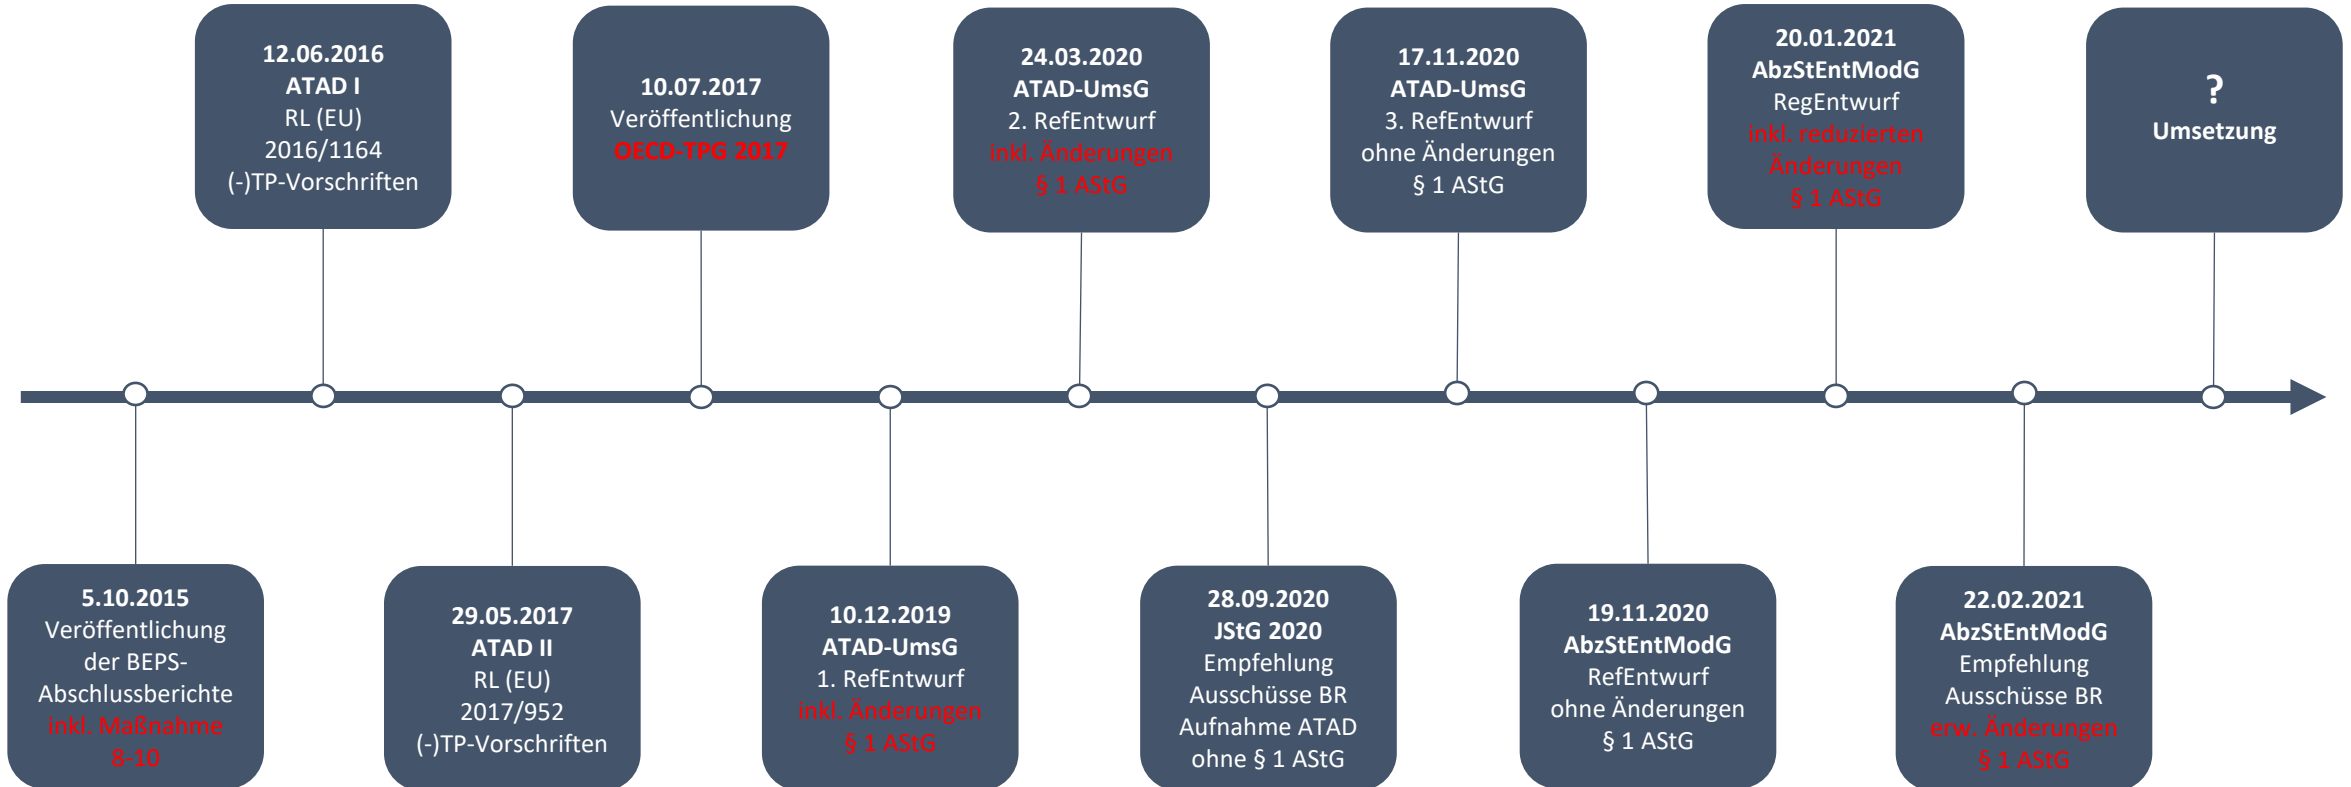 12.06.2016
ATAD I
RL (EU)
2016/1164
(-)TP-Vorschriften
10.07.2017
Veröffentlichung
OECD-TPG 2017
24.03.2020
ATAD-UmsG
2. RefEntwurf
inkl. Änderungen
§ 1 AStG
17.11.2020
ATAD-UmsG
3. RefEntwurf
ohne Änderungen
§ 1 AStG
20.01.2021
AbzStEntModG
RegEntwurf
inkl. reduzierten
Änderungen
§ 1 AStG
?
Umsetzung
5.10.2015
Veröffentlichung
der BEPS-
Abschlussberichte
inkl. Maßnahme
8-10
29.05.2017
ATAD II
RL (EU)
2017/952
(-)TP-Vorschriften
10.12.2019
ATAD-UmsG
1. RefEntwurf
inkl. Änderungen
§ 1 AStG
28.09.2020
JStG 2020
Empfehlung
Ausschüsse BR
Aufnahme ATAD
ohne § 1 AStG
19.11.2020
AbzStEntModG
RefEntwurf
ohne Änderungen
§ 1 AStG
22.02.2021
AbzStEntModG
Empfehlung
Ausschüsse BR
erw. Änderungen
§ 1 AStG